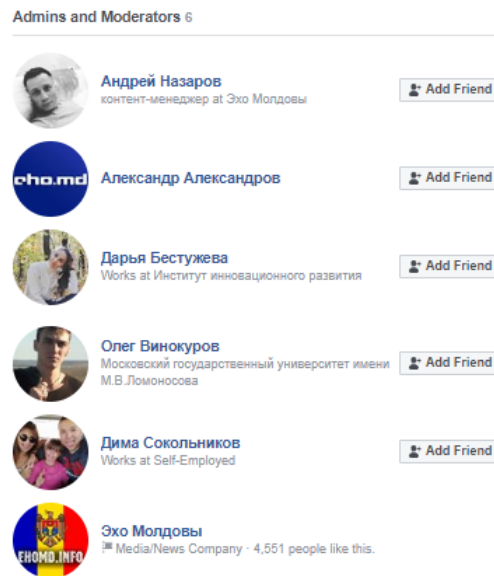 Admins and Moderators 6
Андрей Назаров
контент-менеджер at Эхо Молдовы
Add Friend
eho.md
Александр Александров
Add Friend
Дарья Бестужева
Works at Институт инновационного развития
Add Friend
Олег Винокуров
Московский государственный университет имени
М.В.Ломоносова
Add Friend
Дима Сокольников
Works at Self-Employed
Add Friend
EHOMD.INFO
Эхо Молдовы
Media/News Company · 4,551 people like this.